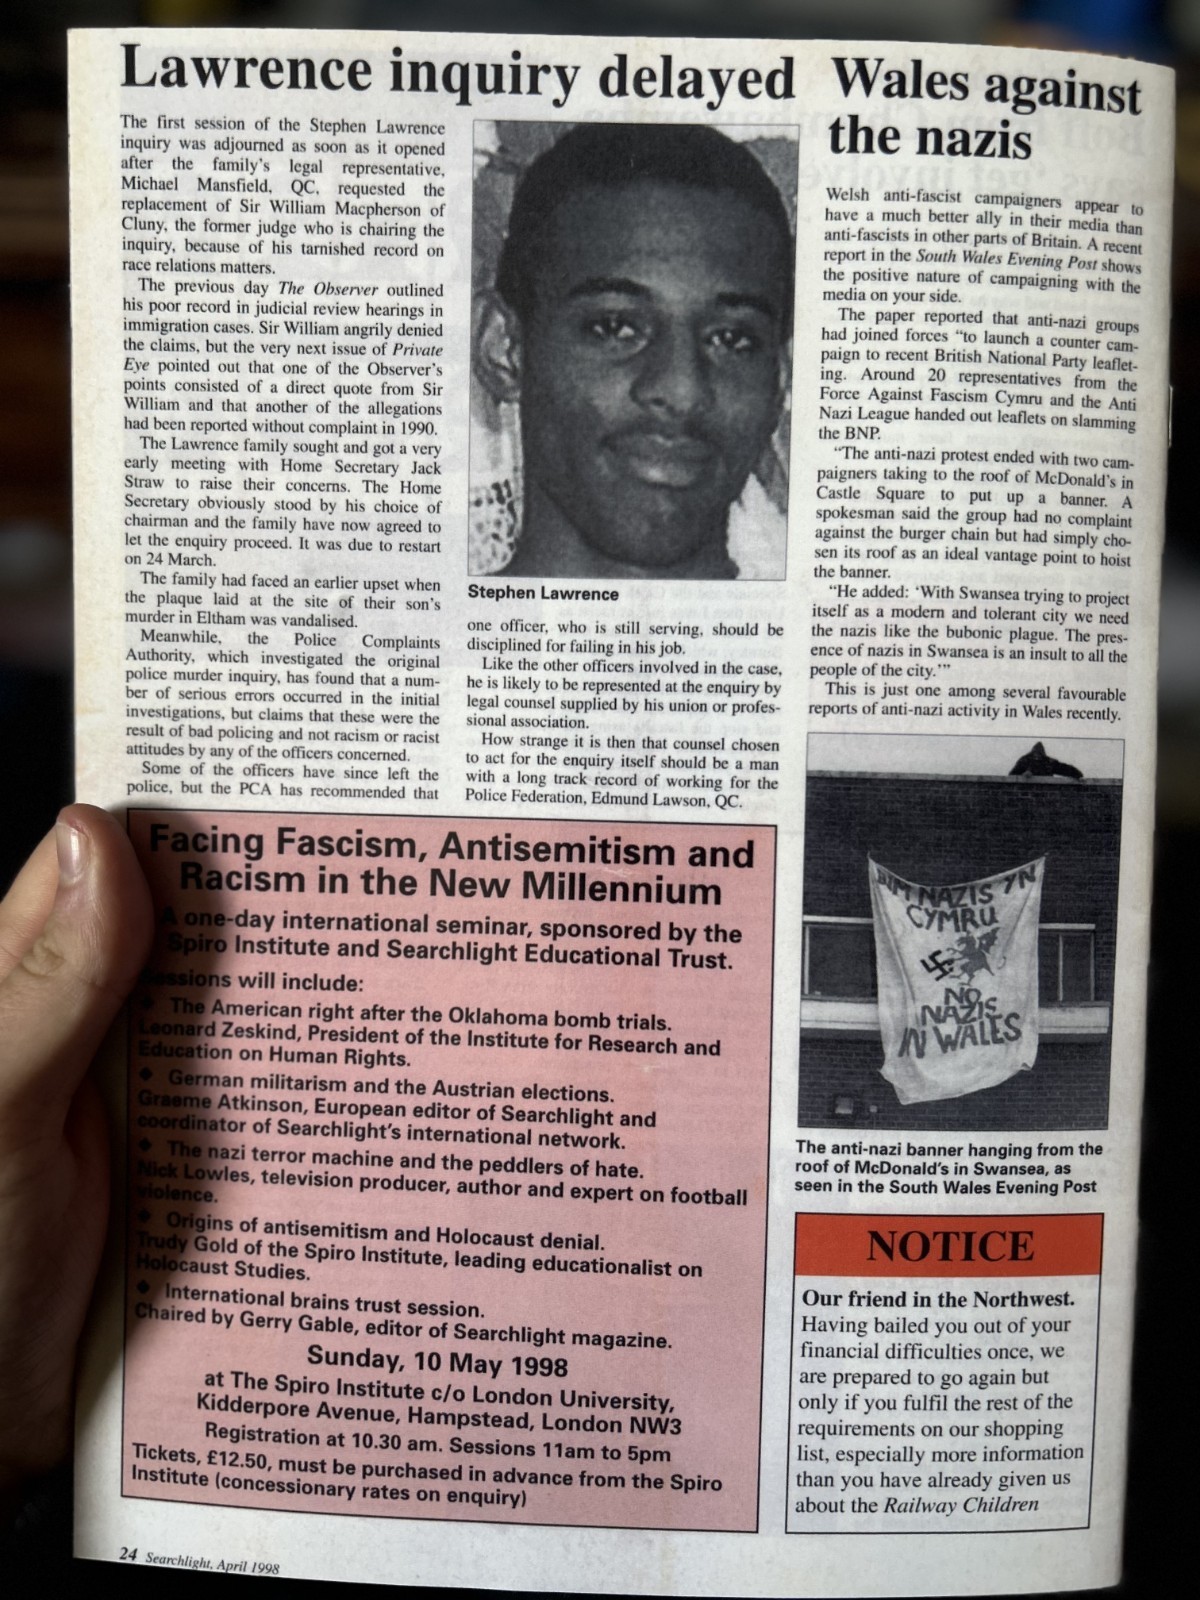 Lawrence inquiry delayed
The first session of the Stephen Lawrence
inquiry was adjourned as soon as it opened
after the family's legal representative,
Michael Mansfield, QC, requested the
replacement of Sir William Macpherson of
Cluny, the former judge who is chairing the
inquiry, because of his tarnished record on
race relations matters.
The previous day The Observer outlined
his poor record in judicial review hearings in
immigration cases. Sir William angrily denied
the claims, but the very next issue of Private
Eye pointed out that one of the Observer's
points consisted of a direct quote from Sir
William and that another of the allegations
had been reported without complaint in 1990.
The Lawrence family sought and got a very
early meeting with Home Secretary Jack
Straw to raise their concerns. The Home
Secretary obviously stood by his choice of
chairman and the family have now agreed to
let the enquiry proceed. It was due to restart
on 24 March.
The family had faced an earlier upset when
the plaque laid at the site of their son's
murder in Eltham was vandalised.
Meanwhile, the Police Complaints
Authority, which investigated the original
police murder inquiry, has found that a num-
ber of serious errors occurred in the initial
investigations, but claims that these were the
result of bad policing and not racism or racist
attitudes by any of the officers concerned.
Some of the officers have since left the
police, but the PCA has recommended that
Stephen Lawrence
one officer, who is still serving, should be
disciplined for failing in his job.
Like the other officers involved in the case,
he is likely to be represented at the enquiry by
legal counsel supplied by his union or profes-
sional association.
How strange it is then that counsel chosen
to act for the enquiry itself should be a man
with a long track record of working for the
Police Federation, Edmund Lawson, QC.
Wales against
the nazis
Welsh anti-fascist campaigners appear to
have a much better ally in their media than
anti-fascists in other parts of Britain. A recent
report in the South Wales Evening Post shows
the positive nature of campaigning with the
media on your side.
The paper reported that anti-nazi groups
had joined forces "to launch a counter cam-
paign to recent British National Party leaflet-
ing. Around 20 representatives from the
Force Against Fascism Cymru and the Anti
Nazi League handed out leaflets on slamming
the BNP.
"The anti-nazi protest ended with two cam-
paigners taking to the roof of McDonald's in
Castle Square to put up a banner. A
spokesman said the group had no complaint
against the burger chain but had simply cho-
sen its roof as an ideal vantage point to hoist
the banner.
"He added: 'With Swansea trying to project
itself as a modern and tolerant city we need
the nazis like the bubonic plague. The pres-
ence of nazis in Swansea is an insult to all the
people of the city.'"
This is just one among several favourable
reports of anti-nazi activity in Wales recently.
DIM NAZIS YN
CYMRU
NO
NAZIS
IN WALES
The anti-nazi banner hanging from the
roof of McDonald's in Swansea, as
seen in the South Wales Evening Post
Facing Fascism, Antisemitism and
Racism in the New Millennium
A one-day international seminar, sponsored by the
Spiro Institute and Searchlight Educational Trust.
Sessions will include:
◆ The American right after the Oklahoma bomb trials.
Leonard Zeskind, President of the Institute for Research and
Education on Human Rights.
◆ German militarism and the Austrian elections.
Graeme Atkinson, European editor of Searchlight and
coordinator of Searchlight's international network.
◆ The nazi terror machine and the peddlers of hate.
Nick Lowles, television producer, author and expert on football
violence.
◆ Origins of antisemitism and Holocaust denial.
Trudy Gold of the Spiro Institute, leading educationalist on
Holocaust Studies.
◆ International brains trust session.
Chaired by Gerry Gable, editor of Searchlight magazine.
Sunday, 10 May 1998
at The Spiro Institute c/o London University,
Kidderpore Avenue, Hampstead, London NW3
Registration at 10.30 am. Sessions 11am to 5pm
Tickets, £12.50, must be purchased in advance from the Spiro
Institute (concessionary rates on enquiry)
NOTICE
Our friend in the Northwest.
Having bailed you out of your
financial difficulties once, we
are prepared to go again but
only if you fulfil the rest of the
requirements on our shopping
list, especially more information
than you have already given us
about the Railway Children
24 Searchlight, April 1998